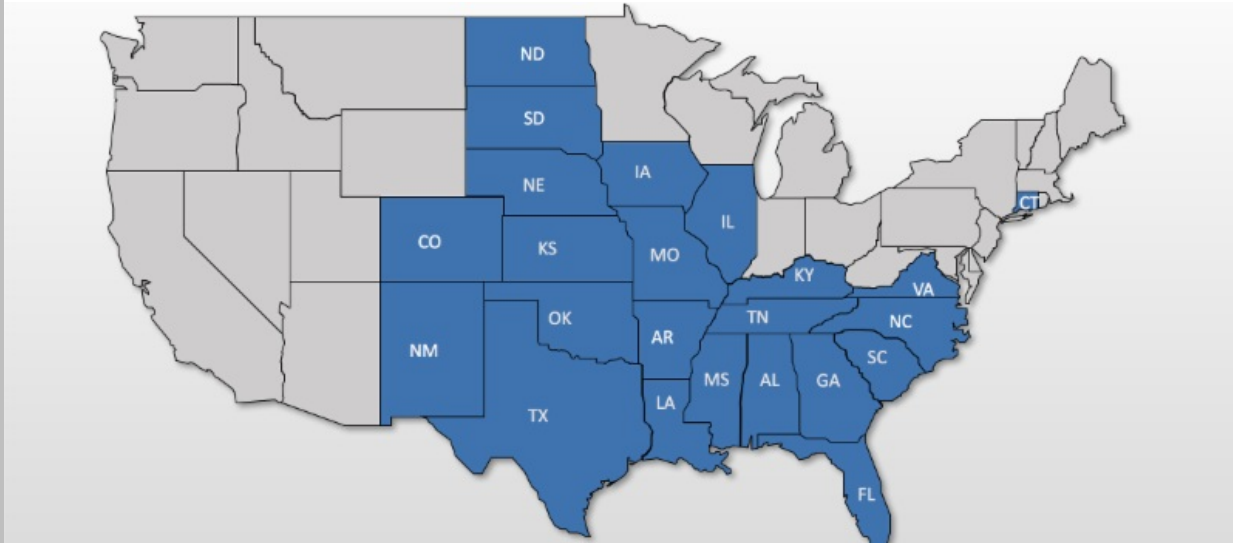 ND
SD
NE
IA
IL
CT
CO
KS
MO
KY
VA
OK
TN
NC
NM
AR
SC
MS
AL
GA
LA
TX
FL